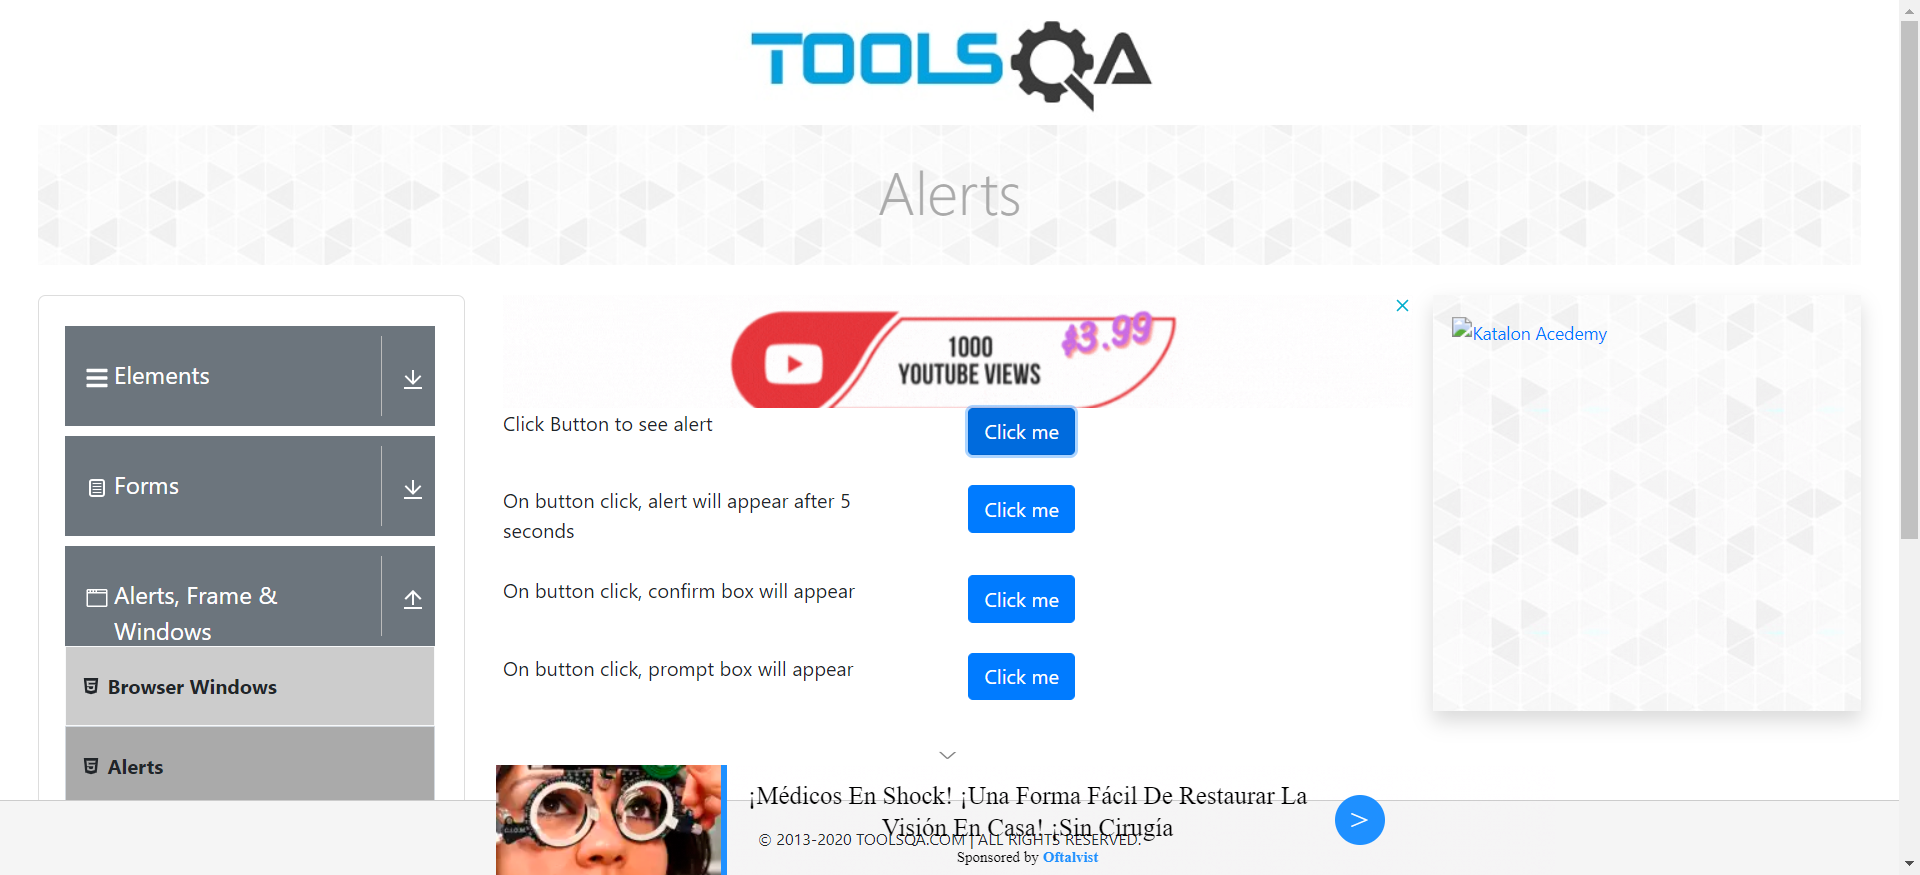 TOOLSQA
Alerts
Elements
Forms
Alerts, Frame &
Windows
Browser Windows
Alerts
1000
YOUTUBE VIEWS
$3.99
Click Button to see alert
Click me
On button click, alert will appear after 5
seconds
Click me
On button click, confirm box will appear
Click me
On button click, prompt box will appear
Click me
Katalon Acedemy
¡Médicos En Shock! ¡Una Forma Fácil De Restaurar La
Visión En Casa! ¡Sin Cirugía
© 2013-2020 TOOLSQA.COM | ALL RIGHTS RESERVED.
Sponsored by Oftalvist